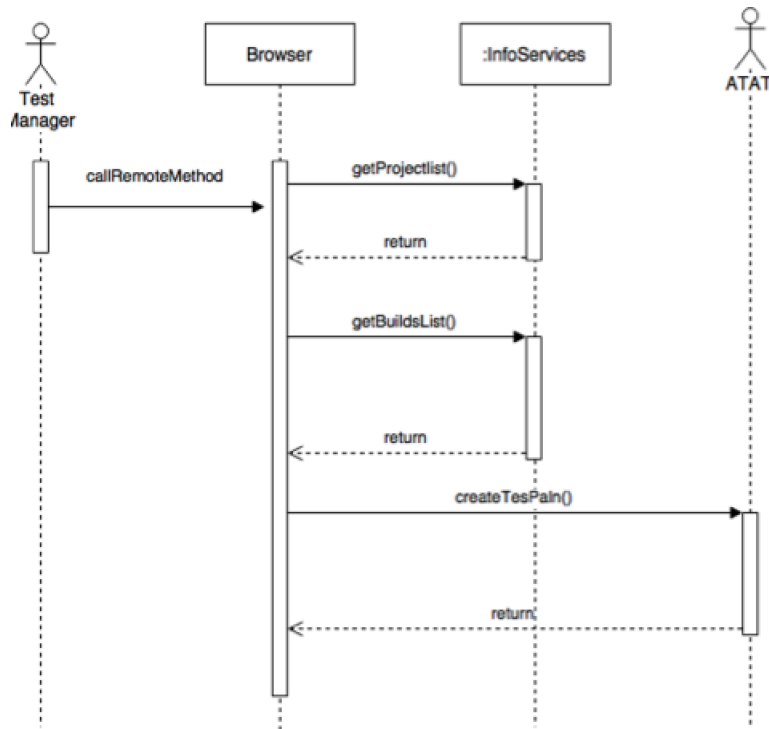 Browser
:InfoServices
Test
Manager
ATAT
callRemoteMethod
getProjectlist()
return
getBuildsList()
return
createTesPaln()
return